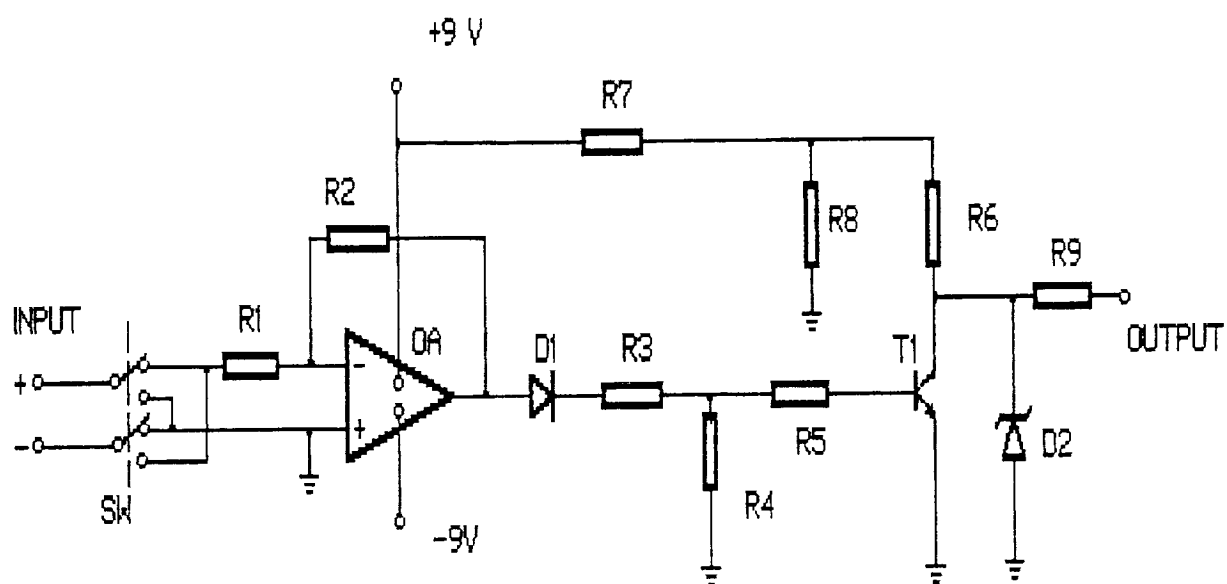 +9 V
R7
R2
R8
R6
R9
INPUT
R1
OA
D1
R3
T1
OUTPUT
+
-
-
+
R5
D2
SW
R4
-9V